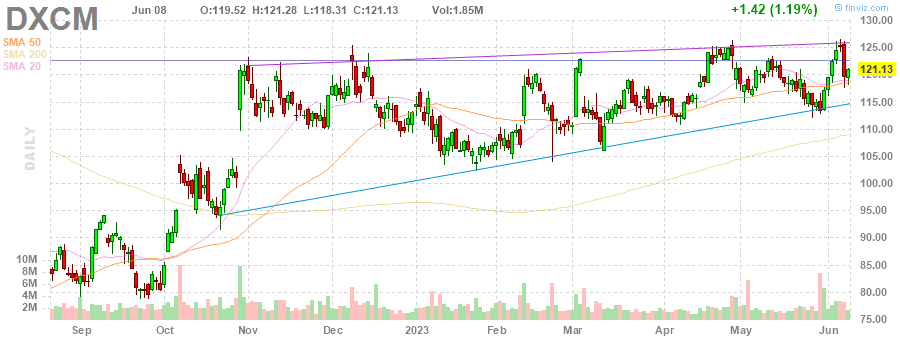 DXCM Jun 08 O:119.52 H:121.28 L:118.31 C:121.13 Vol:1.85M +1.42 (1.19%) finviz.com
SMA 50
SMA 200
SMA 20
DAILY
130.00
125.00
121.13
120.00
115.00
110.00
105.00
100.00
95.00
90.00
85.00
80.00
75.00
10M
8M
6M
4M
2M
Sep Oct Nov Dec 2023 Feb Mar Apr May Jun